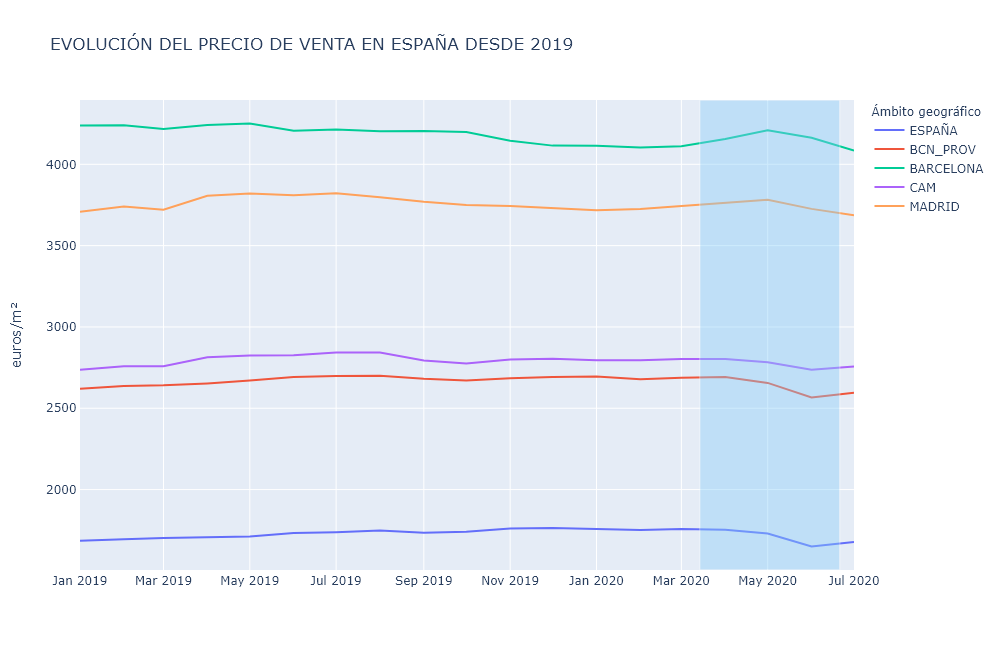 EVOLUCIÓN DEL PRECIO DE VENTA EN ESPAÑA DESDE 2019
Ámbito geográfico
ESPAÑA
BCN_PROV
BARCELONA
CAM
MADRID
euros/m²
4000
3500
3000
2500
2000
Jan 2019 Mar 2019 May 2019 Jul 2019 Sep 2019 Nov 2019 Jan 2020 Mar 2020 May 2020 Jul 2020